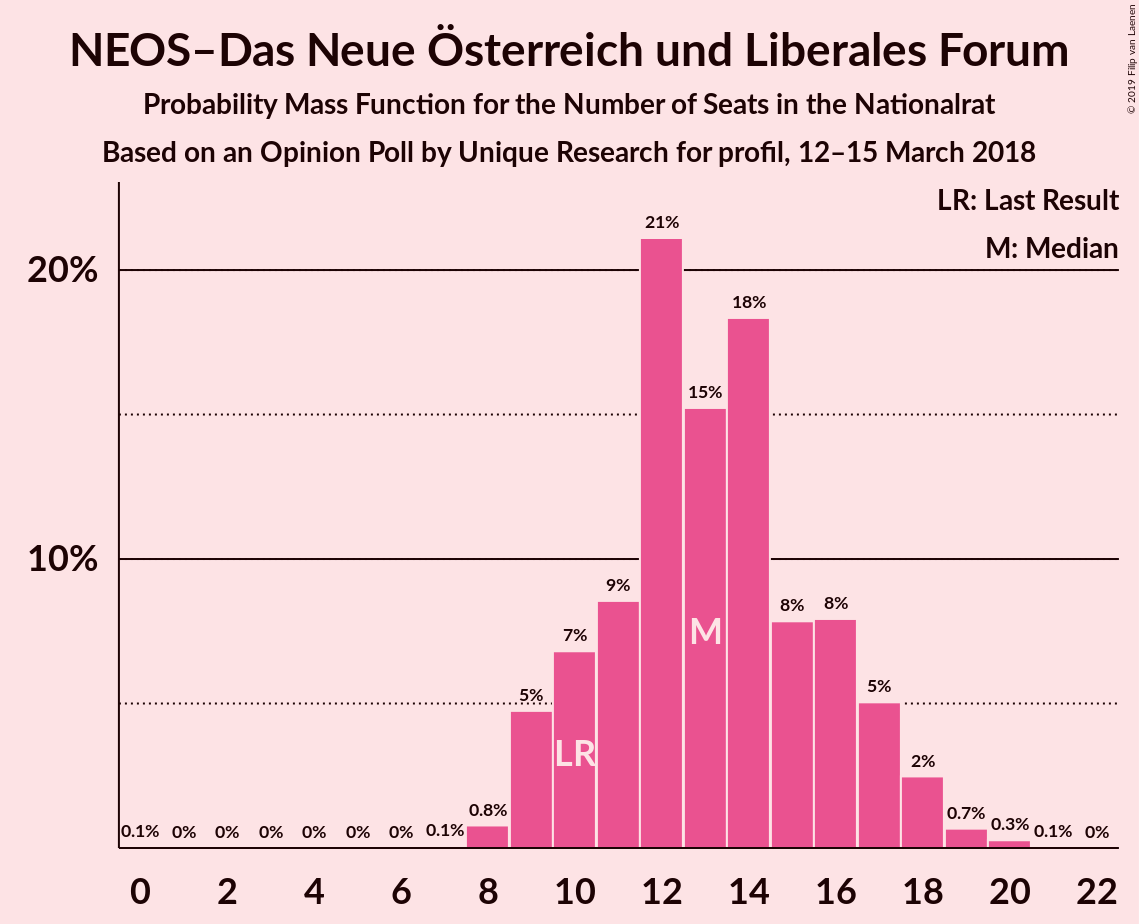 NEOS–Das Neue Österreich und Liberales Forum
Probability Mass Function for the Number of Seats in the Nationalrat
Based on an Opinion Poll by Unique Research for profil, 12–15 March 2018
© 2019 Filip van Laenen
LR: Last Result
M: Median
20%
10%
0.1% 0% 0% 0% 0% 0% 0% 0.1% 0.8% 5% 7% 9% 21% 15% 18% 8% 8% 5% 2% 0.7% 0.3% 0.1% 0%
LR
M
0 2 4 6 8 10 12 14 16 18 20 22